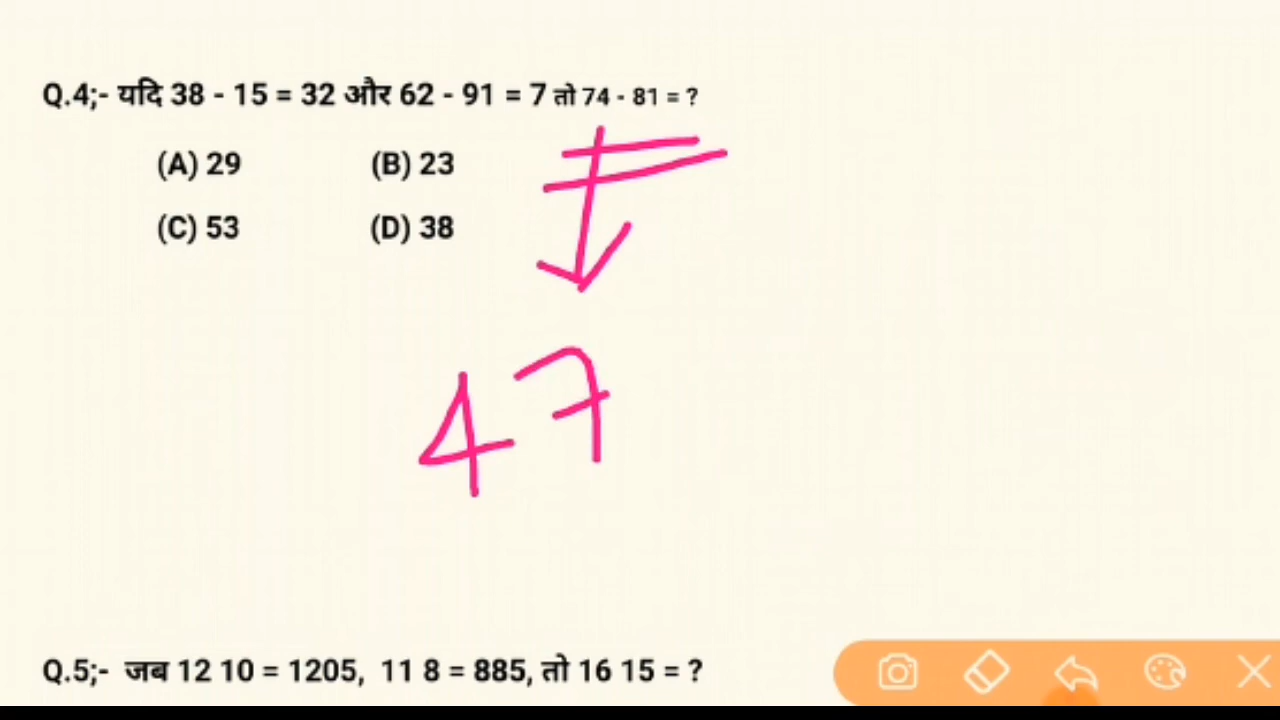 Q.4;- यदि 38 - 15 = 32 और 62 - 91 = 7 तो 74 - 81 = ?
(A) 29 (B) 23
(C) 53 (D) 38
47
Q.5;- जब 12 10 = 1205, 11 8 = 885, तो 16 15 = ?